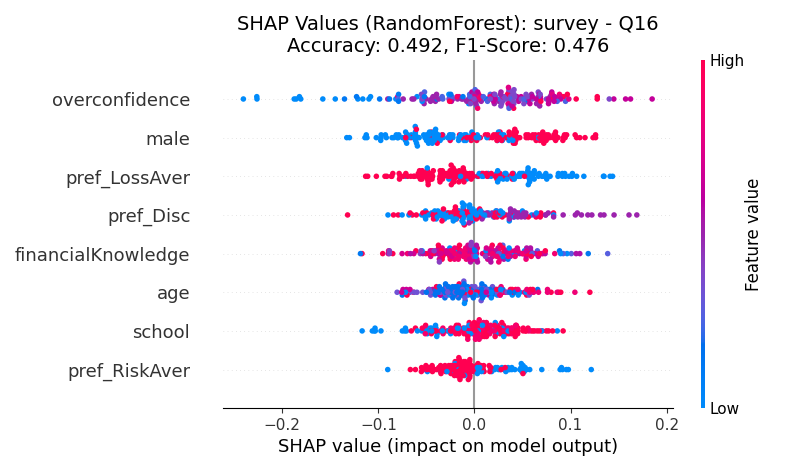 SHAP Values (RandomForest): survey - Q16
Accuracy: 0.492, F1-Score: 0.476
High
overconfidence
male
pref_LossAver
pref_Disc
financialKnowledge
age
school
pref_RiskAver
Feature value
Low
−0.2 −0.1 0.0 0.1 0.2
SHAP value (impact on model output)